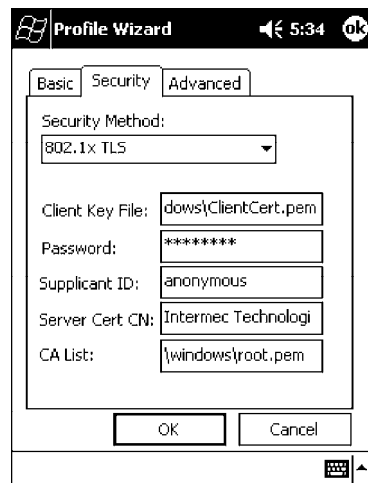 Profile Wizard 5:34 ok
Basic Security Advanced
Security Method:
802.1x TLS
Client Key File: dows\ClientCert.pem
Password: ********
Supplicant ID: anonymous
Server Cert CN: Intermec Technologi
CA List: \windows\root.pem
OK Cancel